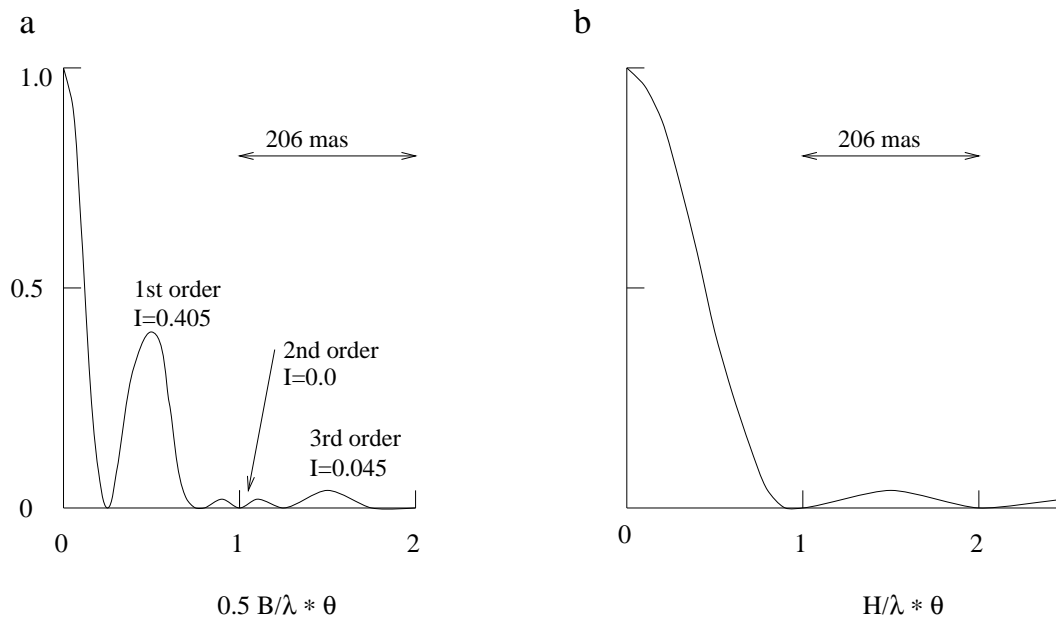 a
1.0
206 mas
0.5
1st order
I=0.405
2nd order
I=0.0
3rd order
I=0.045
0
0
1
2
0.5 B/λ * θ
b
206 mas
0
1
2
H/λ * θ